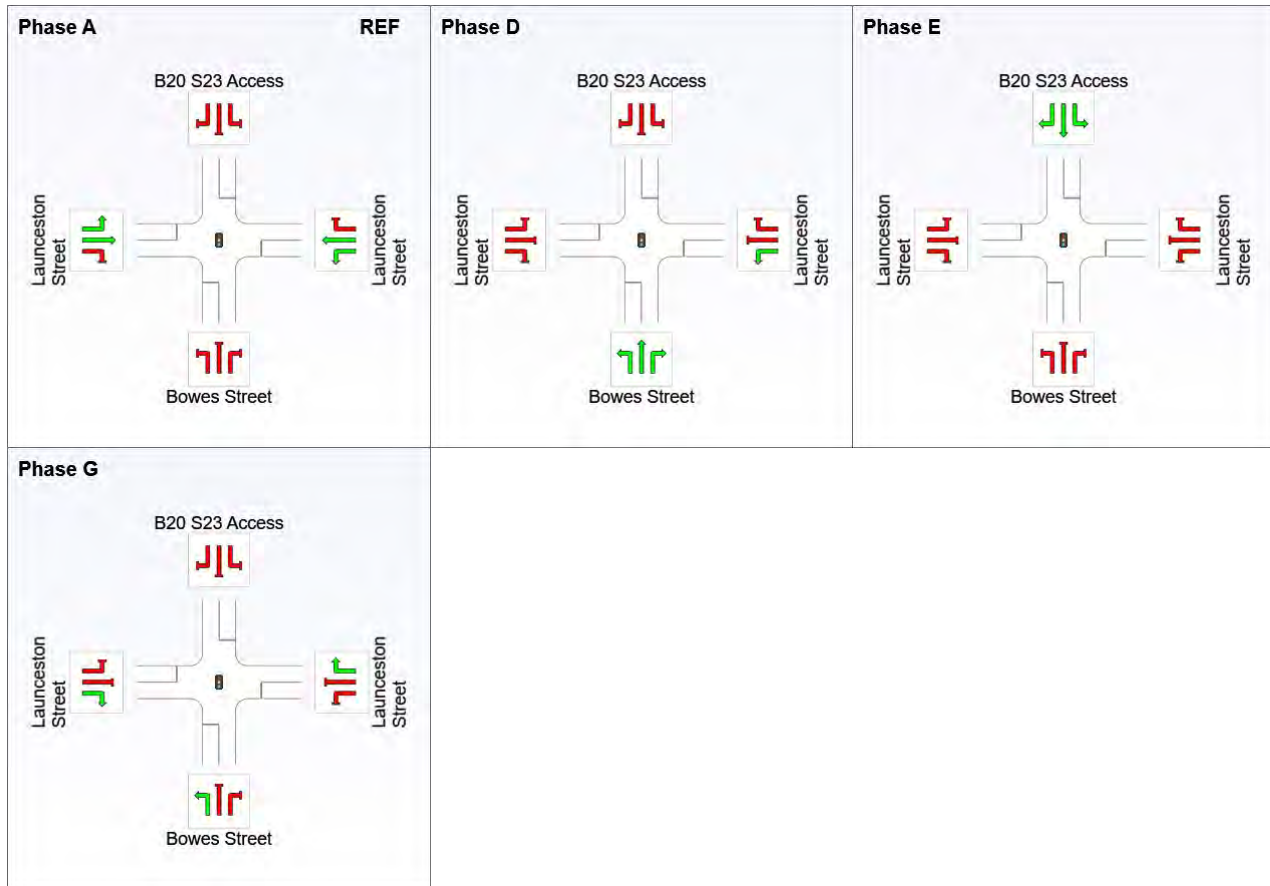 Phase A
REF
B20 S23 Access
Launceston
Street
Launceston
Street
Bowes Street
Phase D
B20 S23 Access
Launceston
Street
Launceston
Street
Bowes Street
Phase E
B20 S23 Access
Launceston
Street
Launceston
Street
Bowes Street
Phase G
B20 S23 Access
Launceston
Street
Launceston
Street
Bowes Street